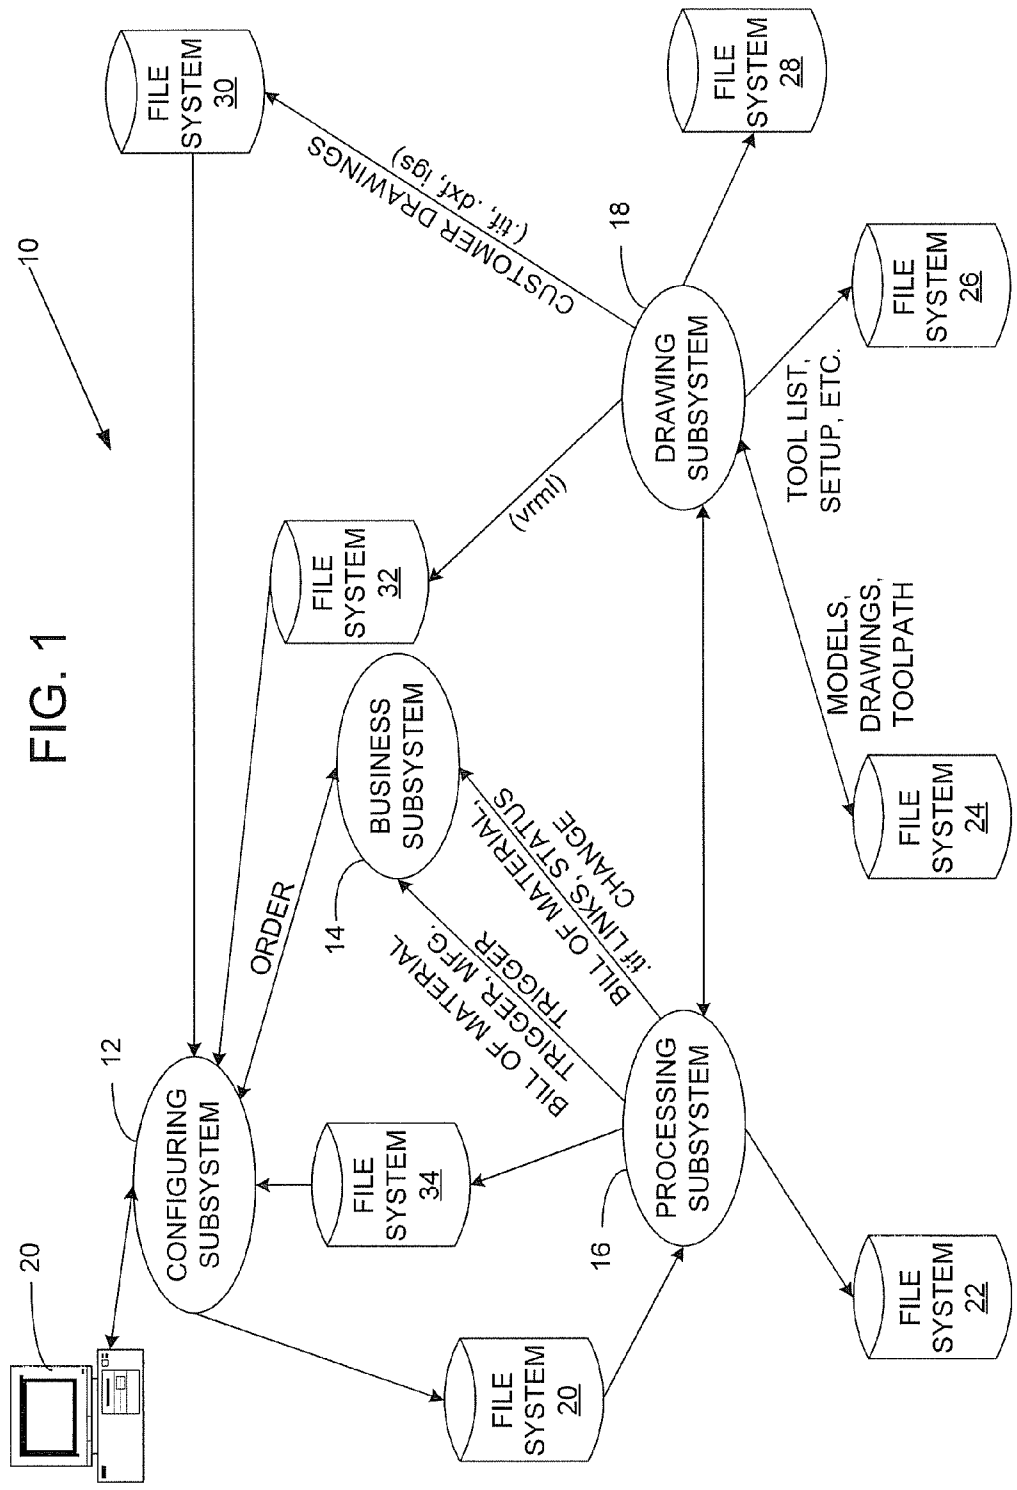 FIG. 1
10
20
12
CONFIGURING
SUBSYSTEM
FILE
SYSTEM
30
ORDER
FILE
SYSTEM
32
FILE
SYSTEM
34
14
BUSINESS
SUBSYSTEM
CUSTOMER DRAWINGS
(.tif, .dxf, igs)
(vrml)
FILE
SYSTEM
20
BILL OF MATERIAL
TRIGGER, MFG.
TRIGGER
BILL OF MATERIAL,
.tif LINKS, STATUS
CHANGE
16
PROCESSING
SUBSYSTEM
18
DRAWING
SUBSYSTEM
FILE
SYSTEM
28
FILE
SYSTEM
22
MODELS,
DRAWINGS,
TOOLPATH
FILE
SYSTEM
24
TOOL LIST,
SETUP, ETC.
FILE
SYSTEM
26